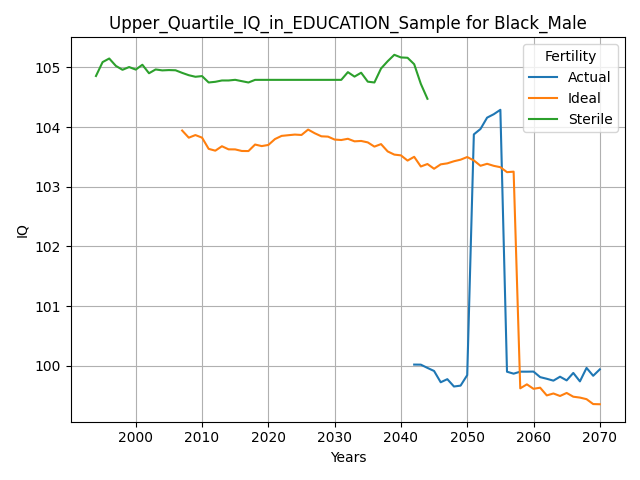 Upper_Quartile_IQ_in_EDUCATION_Sample for Black_Male
Fertility
Actual
Ideal
Sterile
IQ
105
104
103
102
101
100
2000
2010
2020
2030
2040
2050
2060
2070
Years